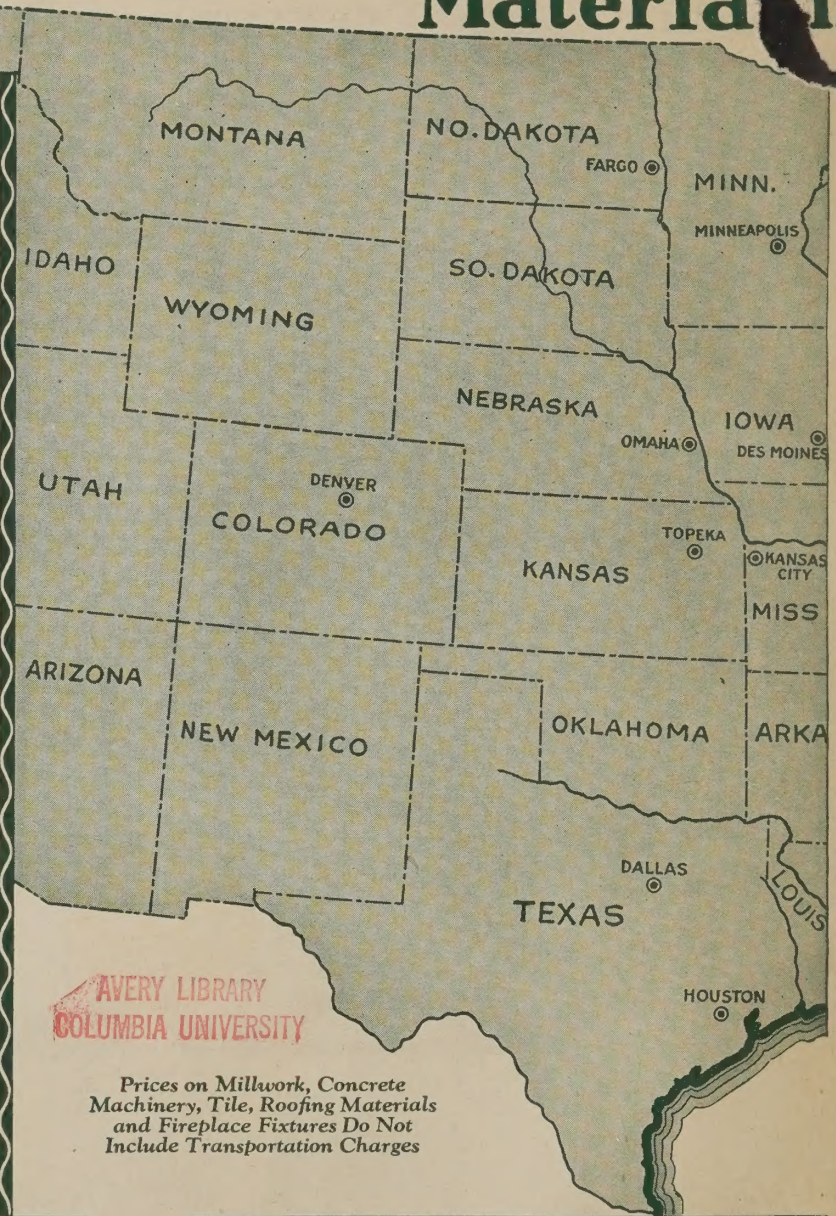 MONTANA
NO. DAKOTA
FARGO
MINN.
MINNEAPOLIS
IDAHO
WYOMING
SO. DAKOTA
NEBRASKA
OMAHA
IOWA
DES MOINES
UTAH
DENVER
COLORADO
TOPEKA
KANSAS
KANSAS
CITY
MISS
ARIZONA
NEW MEXICO
OKLAHOMA
ARKA
DALLAS
TEXAS
LOUIS
HOUSTON
AVERY LIBRARY
COLUMBIA UNIVERSITY
Prices on Millwork, Concrete
Machinery, Tile, Roofing Materials
and Fireplace Fixtures Do Not
Include Transportation Charges